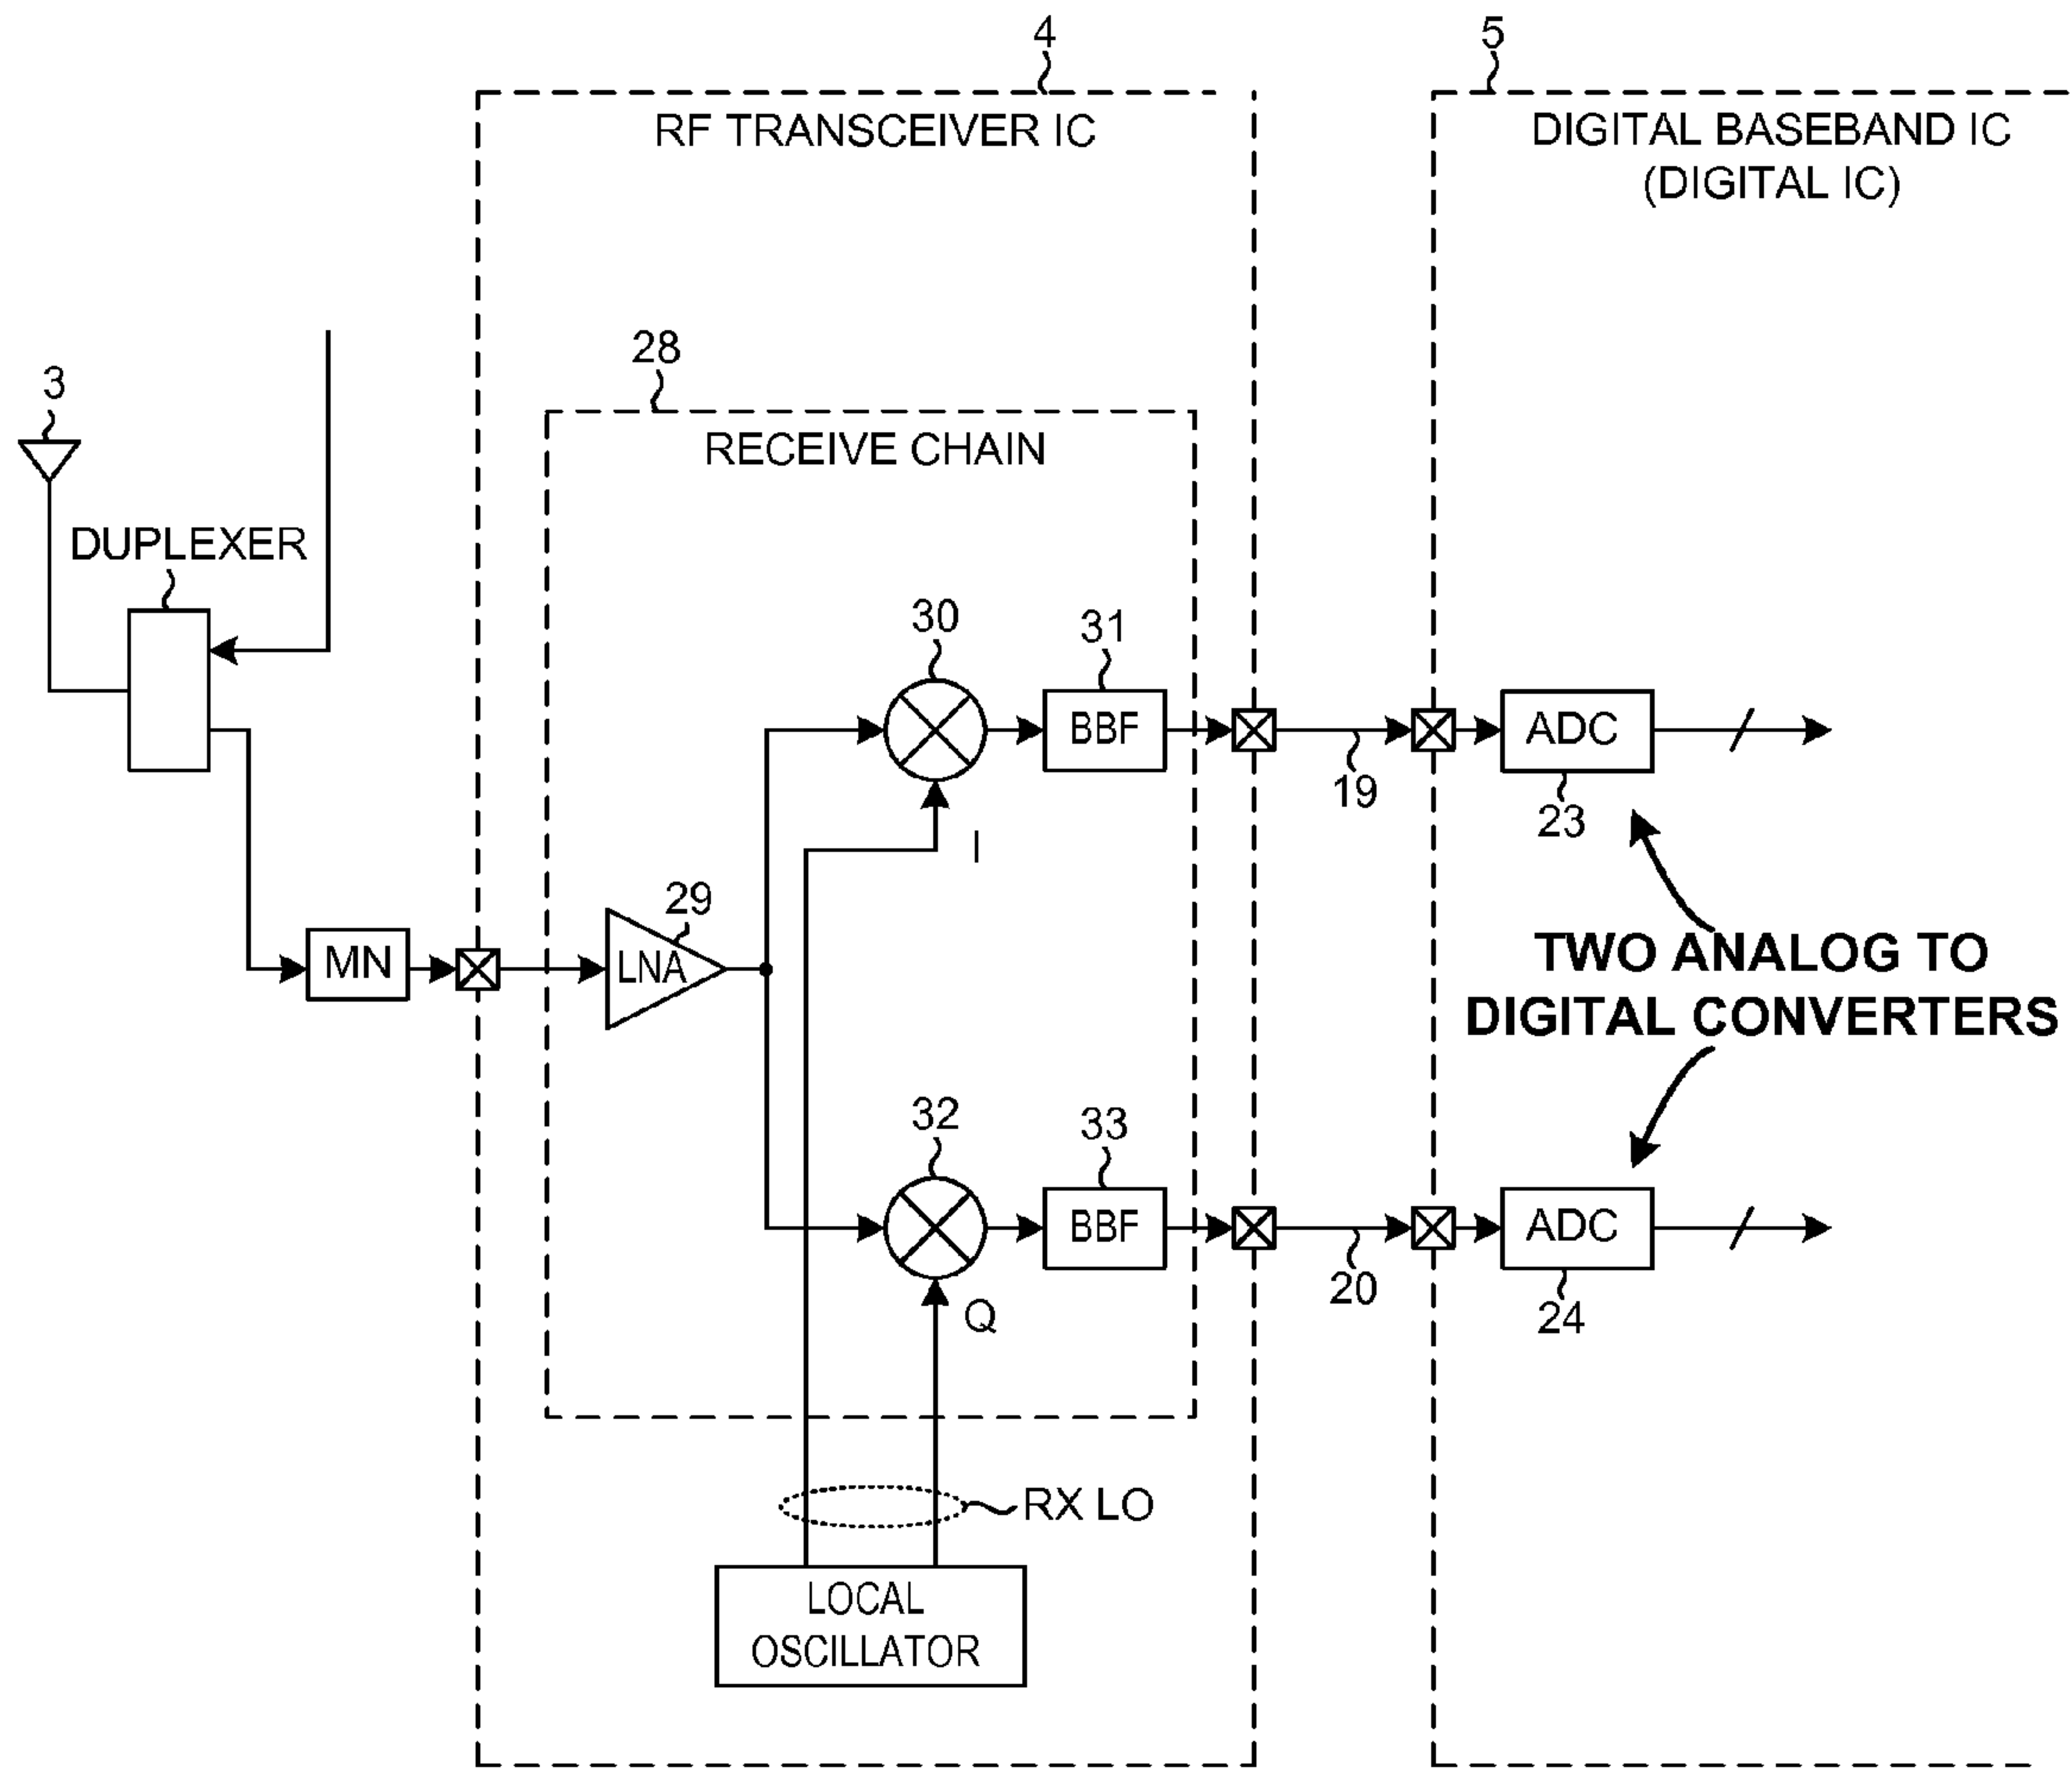 4
5
RF TRANSCEIVER IC
DIGITAL BASEBAND IC
(DIGITAL IC)
28
3
RECEIVE CHAIN
DUPLEXER
30
31
BBF
ADC
19
23
I
29
LNA
MN
TWO ANALOG TO
DIGITAL CONVERTERS
32
33
BBF
ADC
20
24
Q
RX LO
LOCAL
OSCILLATOR